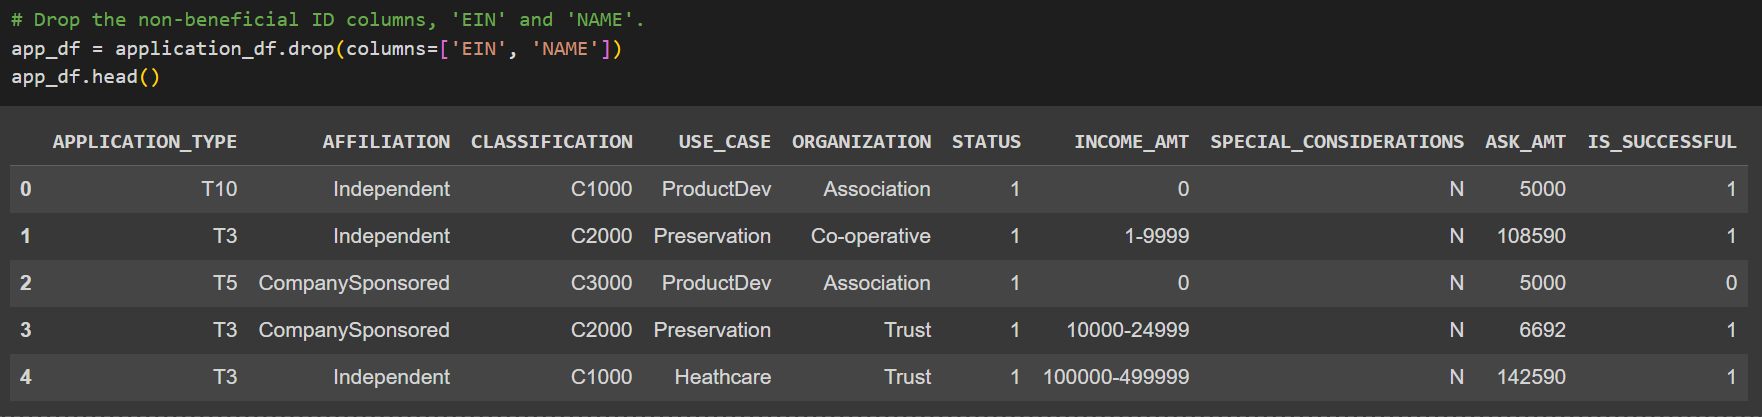 # Drop the non-beneficial ID columns, 'EIN' and 'NAME'.
app_df = application_df.drop(columns=['EIN', 'NAME'])
app_df.head()
APPLICATION_TYPE AFFILIATION CLASSIFICATION USE_CASE ORGANIZATION STATUS INCOME_AMT SPECIAL_CONSIDERATIONS ASK_AMT IS_SUCCESSFUL
0 T10 Independent C1000 ProductDev Association 1 0 N 5000 1
1 T3 Independent C2000 Preservation Co-operative 1 1-9999 N 108590 1
2 T5 CompanySponsored C3000 ProductDev Association 1 0 N 5000 0
3 T3 CompanySponsored C2000 Preservation Trust 1 10000-24999 N 6692 1
4 T3 Independent C1000 Heathcare Trust 1 100000-499999 N 142590 1